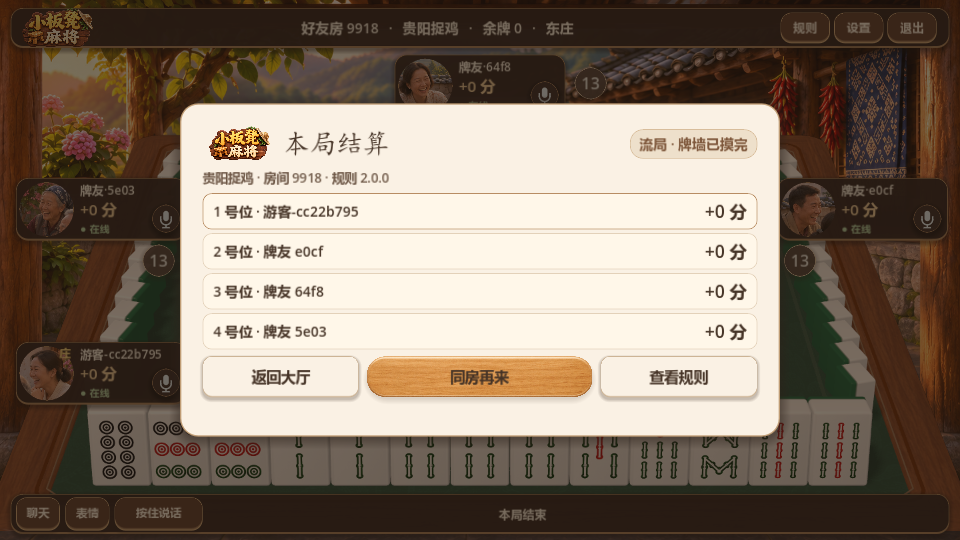 小板凳
麻将
好友房 9918 · 贵阳捉鸡 · 余牌 0 · 东庄
规则
设置
退出
牌友·64f8
+0 分
13
小板凳
麻将
本局结算
流局 · 牌墙已摸完
贵阳捉鸡 · 房间 9918 · 规则 2.0.0
1 号位 · 游客-cc22b795
+0 分
2 号位 · 牌友 e0cf
+0 分
3 号位 · 牌友 64f8
+0 分
4 号位 · 牌友 5e03
+0 分
返回大厅
同房再来
查看规则
牌友·5e03
+0 分
在线
13
牌友·e0cf
+0 分
在线
13
庄
游客-cc22b795
+0 分
在线
聊天
表情
按住说话
本局结束